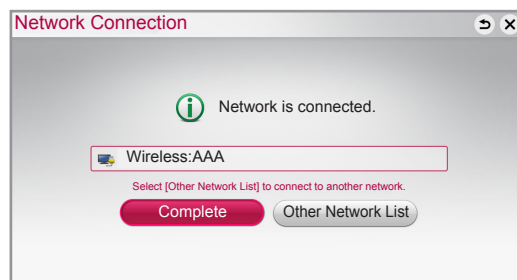 Network Connection
Network is connected.
Wireless:AAA
Select [Other Network List] to connect to another network.
Complete
Other Network List